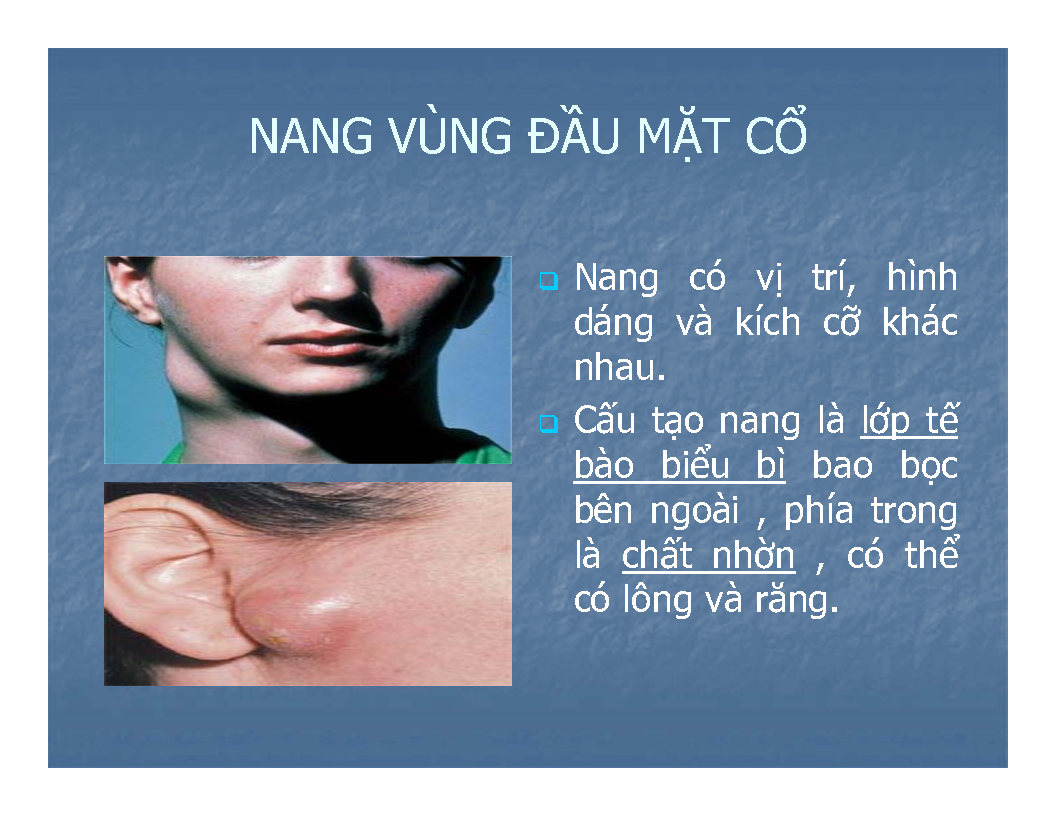 NANG VÙNG ĐẦU MẶT CỔ
Nang có vị trí, hình
dáng và kích cỡ khác
nhau.
Cấu tạo nang là lớp tế
bào biểu bì bao bọc
bên ngoài , phía trong
là chất nhờn , có thể
có lông và răng.